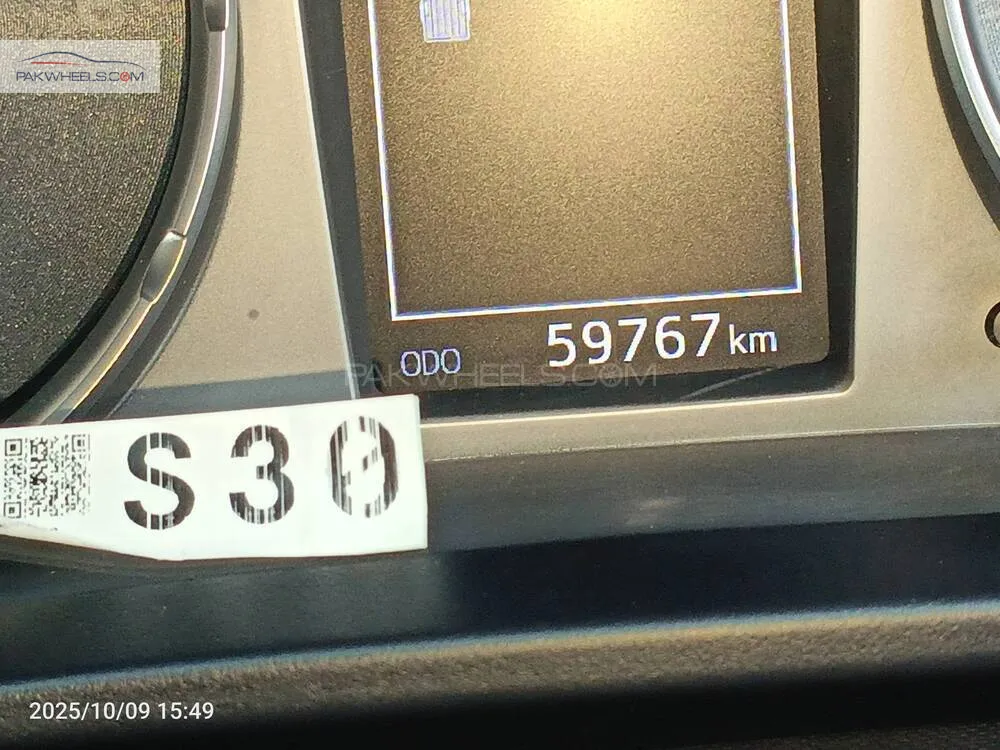 PAKWHEELS.COM
ODO 59767 km
PAKWHEELS.COM
S30
2025/10/09 15:49